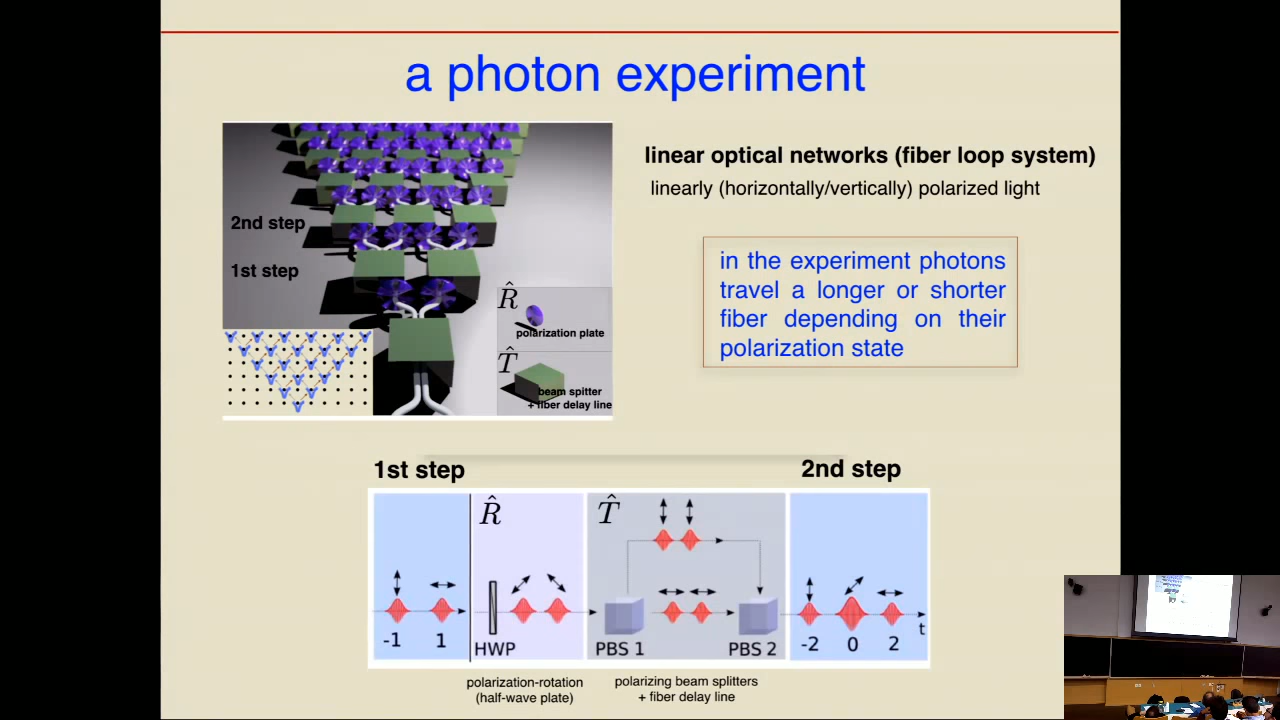 a photon experiment
2nd step
1st step
R̂
polarization plate
T̂
beam spitter
+ fiber delay line
linear optical networks (fiber loop system)
linearly (horizontally/vertically) polarized light
in the experiment photons
travel a longer or shorter
fiber depending on their
polarization state
1st step
2nd step
R̂
T̂
-1 1
HWP
PBS 1
PBS 2
-2 0 2
t
polarization-rotation
(half-wave plate)
polarizing beam splitters
+ fiber delay line